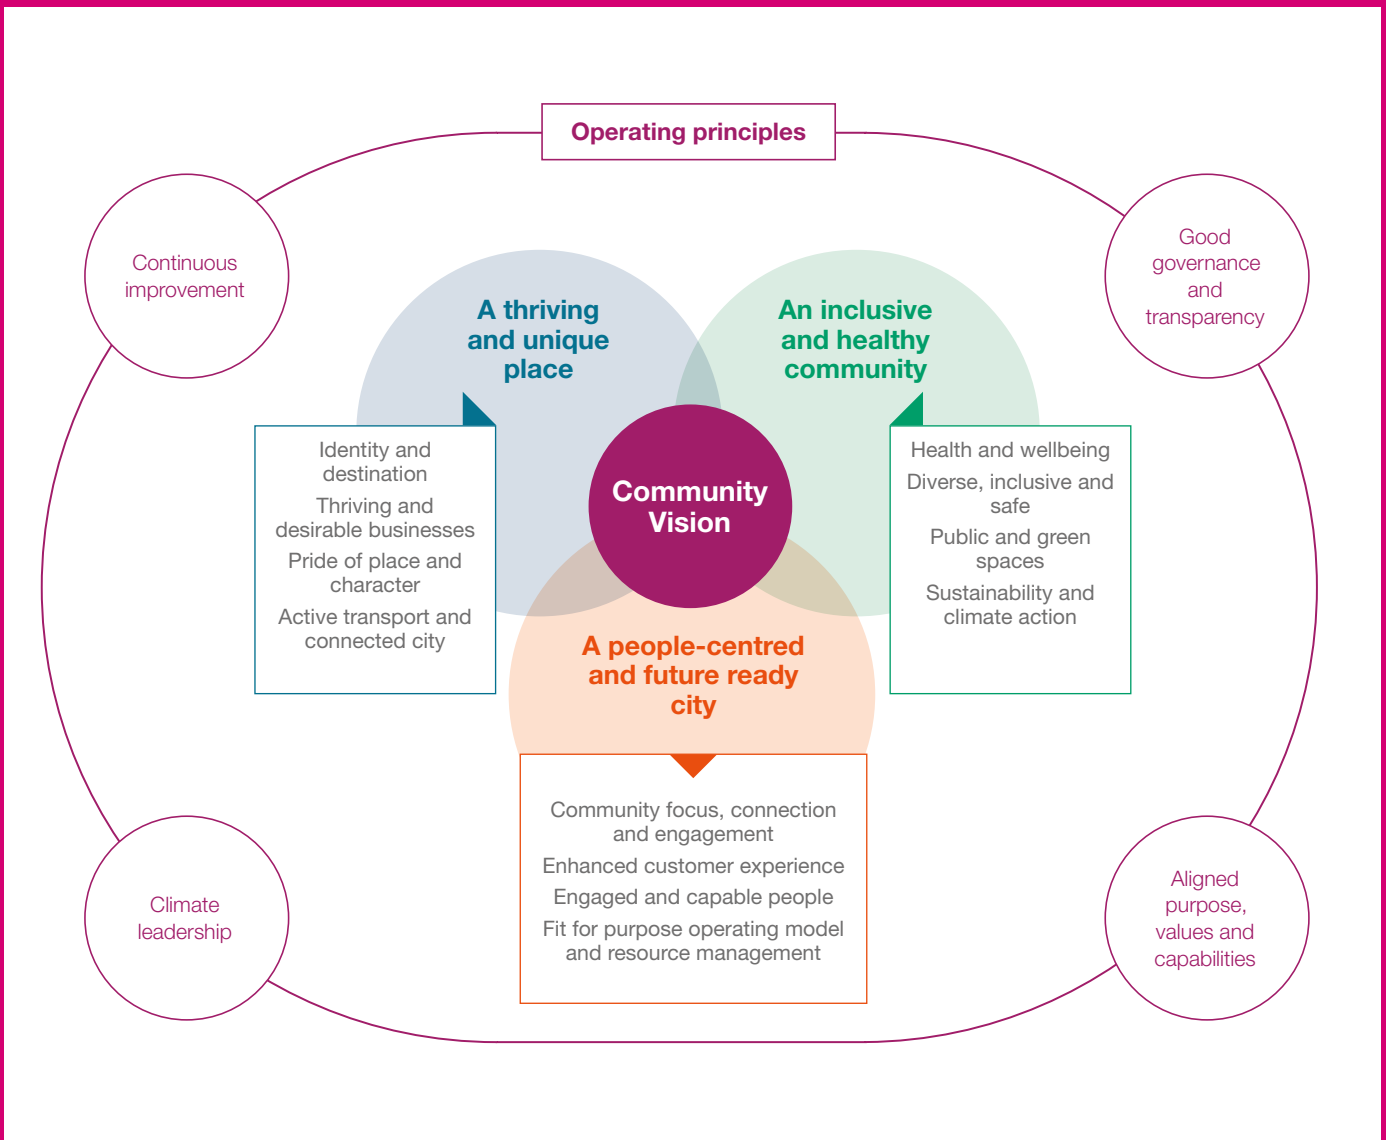 Operating principles
Continuous
improvement
Good
governance
and
transparency
A thriving
and unique
place
An inclusive
and healthy
community
Identity and
destination
Thriving and
desirable businesses
Pride of place and
character
Active transport and
connected city
Community
Vision
Health and wellbeing
Diverse, inclusive and
safe
Public and green
spaces
Sustainability and
climate action
A people-centred
and future ready
city
Community focus, connection
and engagement
Enhanced customer experience
Engaged and capable people
Fit for purpose operating model
and resource management
Climate
leadership
Aligned
purpose,
values and
capabilities